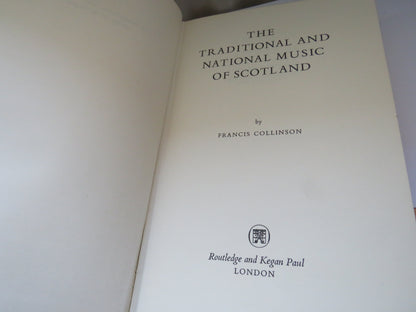 THE
TRADITIONAL AND
NATIONAL MUSIC
OF SCOTLAND
by
FRANCIS COLLINSON
Routledge and Kegan Paul
LONDON